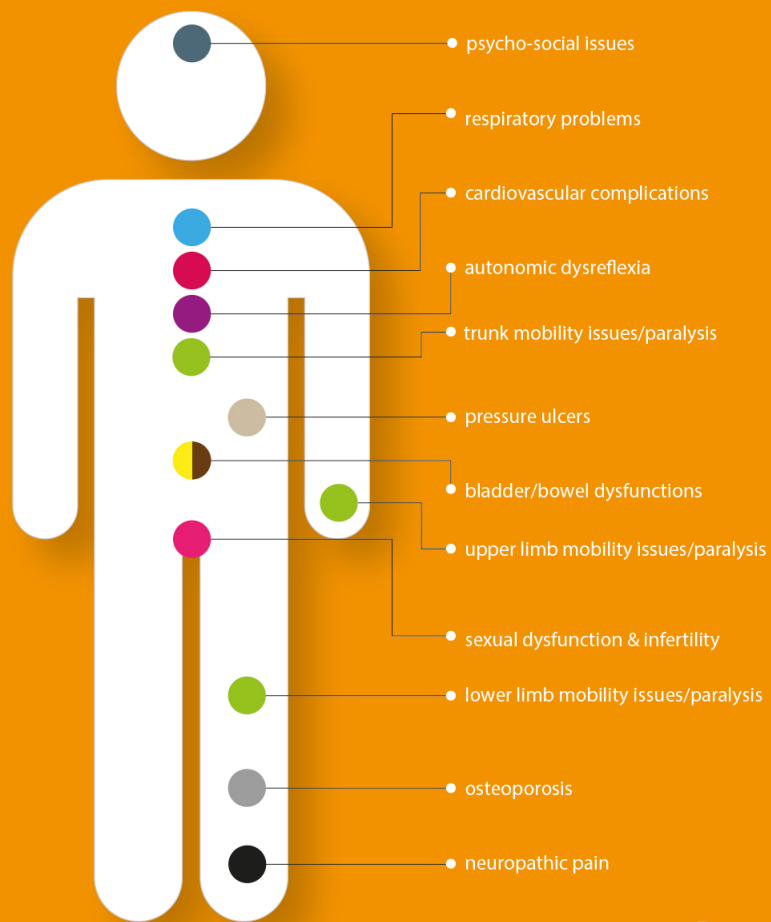 psycho-social issues
respiratory problems
cardiovascular complications
autonomic dysreflexia
trunk mobility issues/paralysis
pressure ulcers
bladder/bowel dysfunctions
upper limb mobility issues/paralysis
sexual dysfunction & infertility
lower limb mobility issues/paralysis
osteoporosis
neuropathic pain